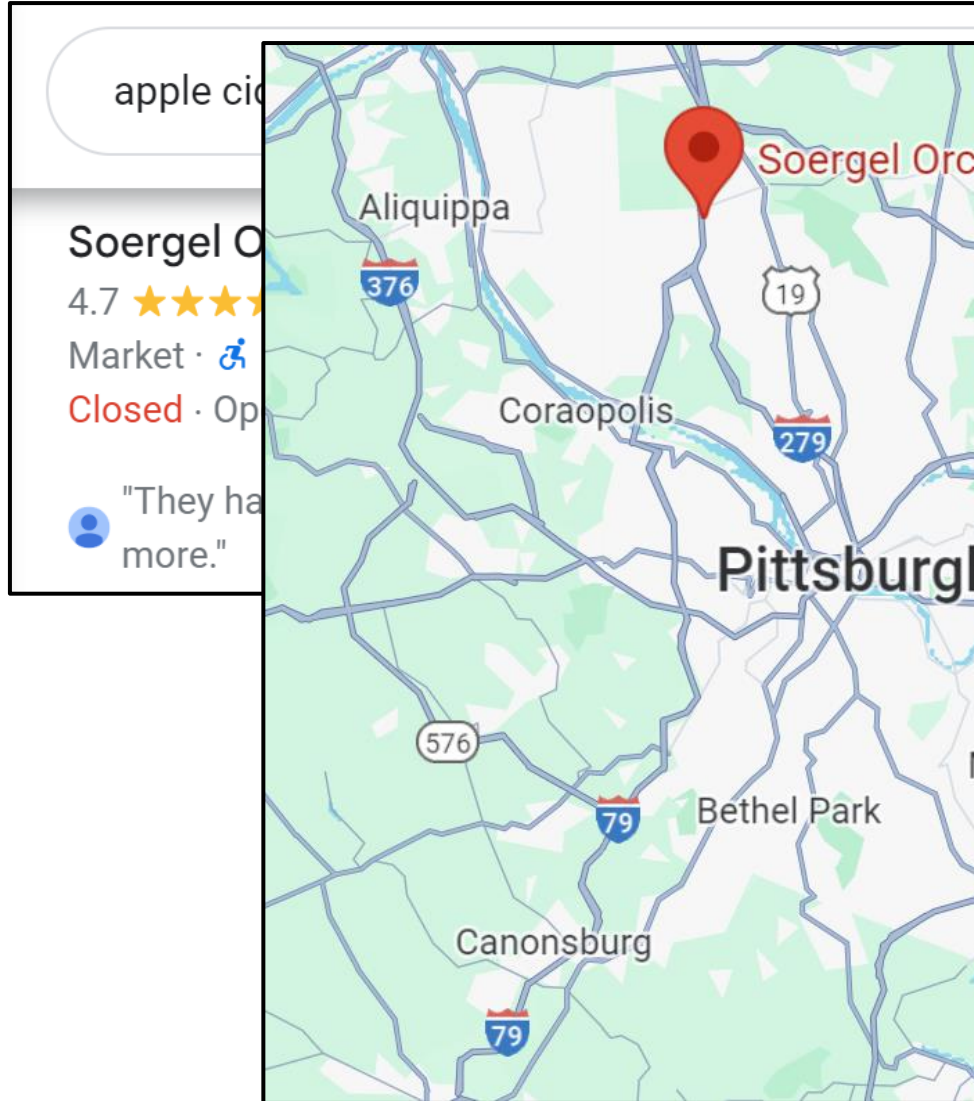 apple cid
Soergel O
4.7
Market ·
Closed · Op
"They ha
more."
Soergel Orc
Aliquippa
376
19
Coraopolis
279
Pittsburgh
576
79
Bethel Park
Canonsburg
79